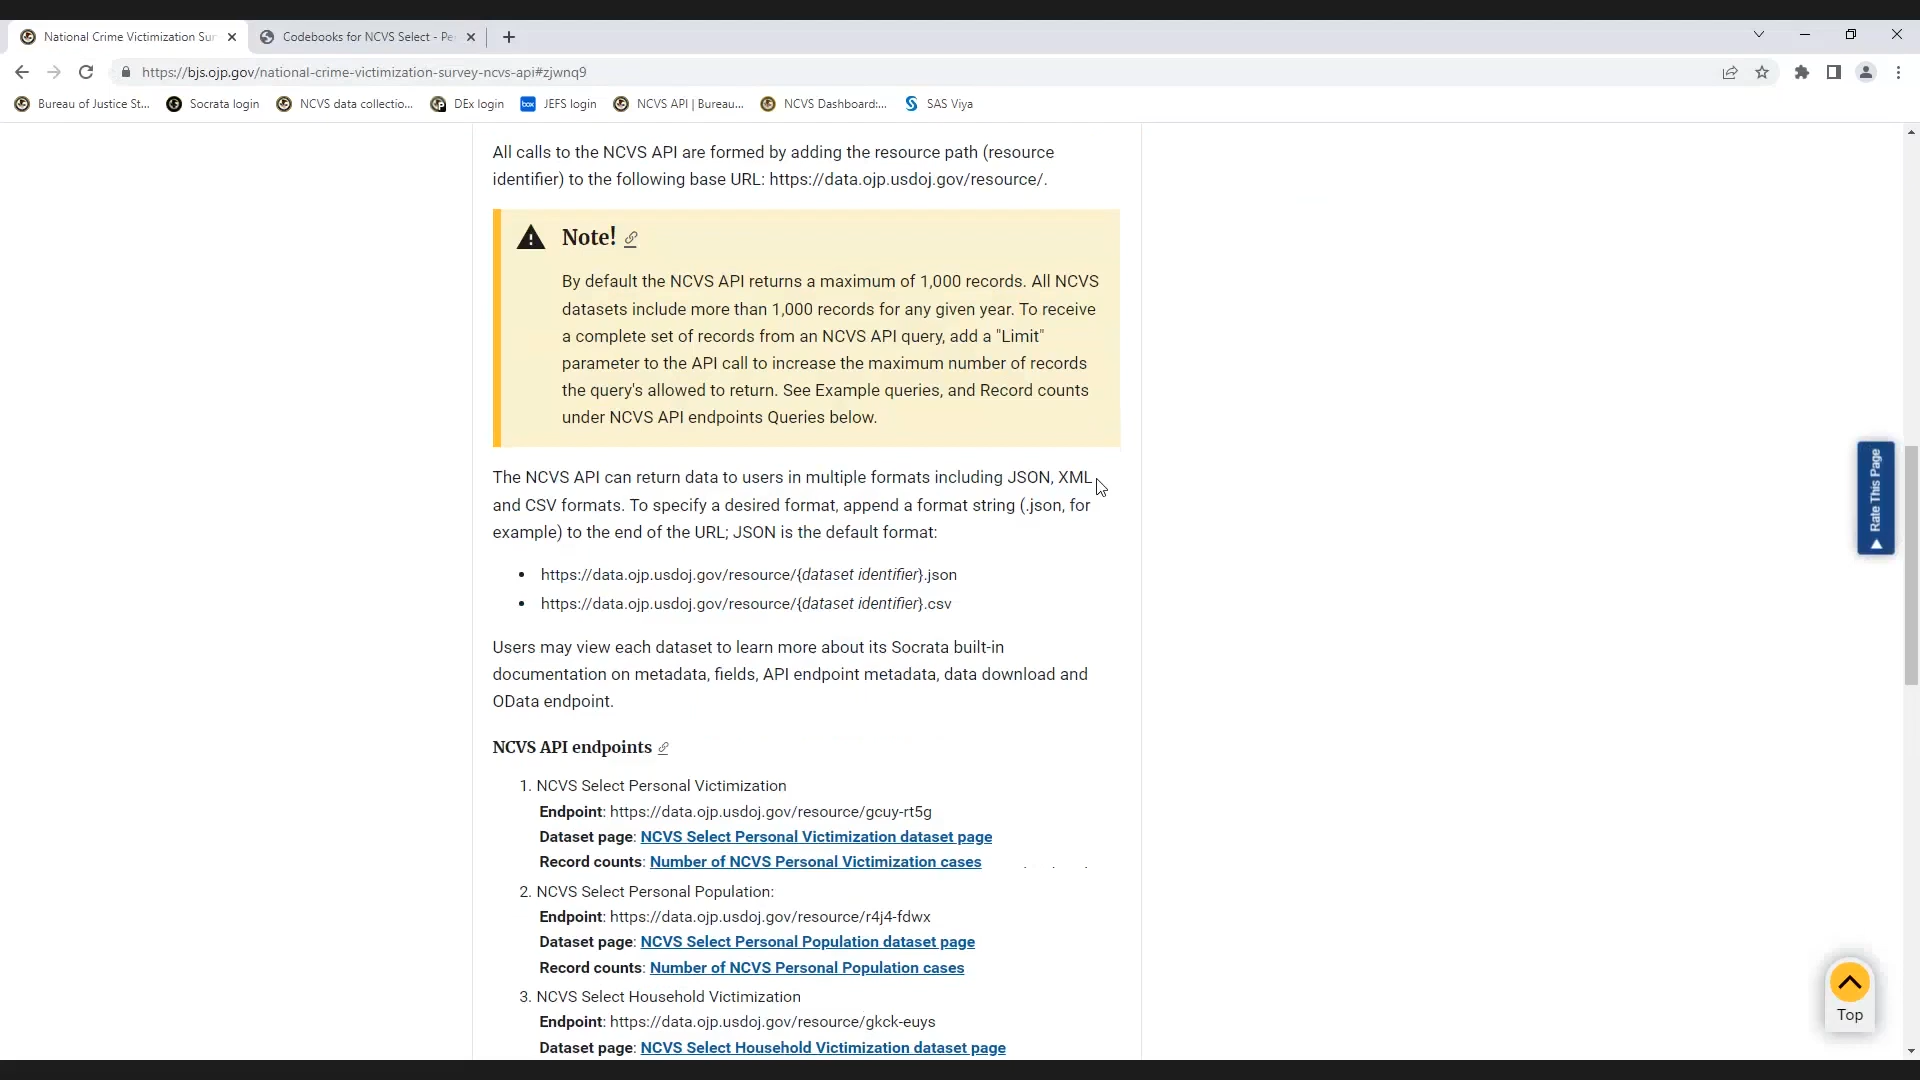 National Crime Victimization Sur
Codebooks for NCVS Select - Pe
https://bjs.ojp.gov/national-crime-victimization-survey-ncvs-api#zjwnq9
Bureau of Justice St...
Socrata login
NCVS data collectio...
DEx login
JEFS login
NCVS API | Bureau...
NCVS Dashboard:...
SAS Viya
All calls to the NCVS API are formed by adding the resource path (resource
identifier) to the following base URL: https://data.ojp.usdoj.gov/resource/.
Note!
By default the NCVS API returns a maximum of 1,000 records. All NCVS
datasets include more than 1,000 records for any given year. To receive
a complete set of records from an NCVS API query, add a "Limit"
parameter to the API call to increase the maximum number of records
the query's allowed to return. See Example queries, and Record counts
under NCVS API endpoints Queries below.
The NCVS API can return data to users in multiple formats including JSON, XML
and CSV formats. To specify a desired format, append a format string (.json, for
example) to the end of the URL; JSON is the default format:
• https://data.ojp.usdoj.gov/resource/{dataset identifier}.json
• https://data.ojp.usdoj.gov/resource/{dataset identifier}.csv
Users may view each dataset to learn more about its Socrata built-in
documentation on metadata, fields, API endpoint metadata, data download and
OData endpoint.
NCVS API endpoints
1. NCVS Select Personal Victimization
Endpoint: https://data.ojp.usdoj.gov/resource/gcuy-rt5g
Dataset page: NCVS Select Personal Victimization dataset page
Record counts: Number of NCVS Personal Victimization cases
2. NCVS Select Personal Population:
Endpoint: https://data.ojp.usdoj.gov/resource/r4j4-fdwx
Dataset page: NCVS Select Personal Population dataset page
Record counts: Number of NCVS Personal Population cases
3. NCVS Select Household Victimization
Endpoint: https://data.ojp.usdoj.gov/resource/gkck-euys
Dataset page: NCVS Select Household Victimization dataset page
Rate This Page
Top